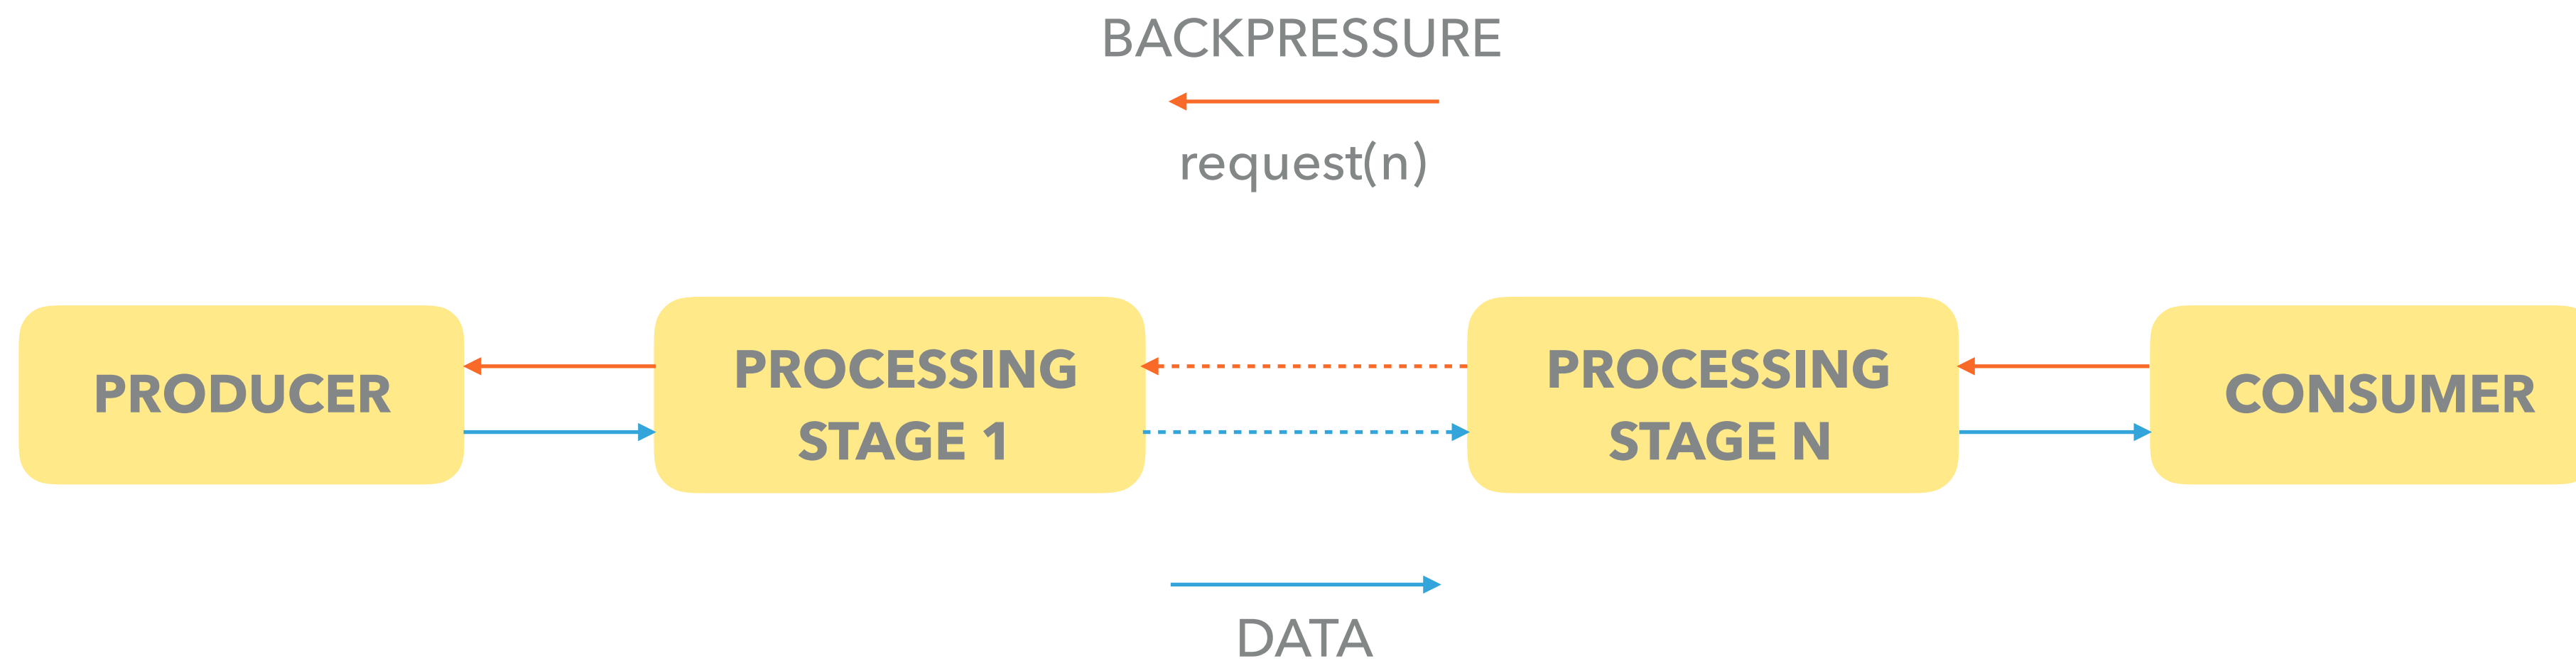 BACKPRESSURE
request(n)
PRODUCER
PROCESSING
STAGE 1
PROCESSING
STAGE N
CONSUMER
DATA